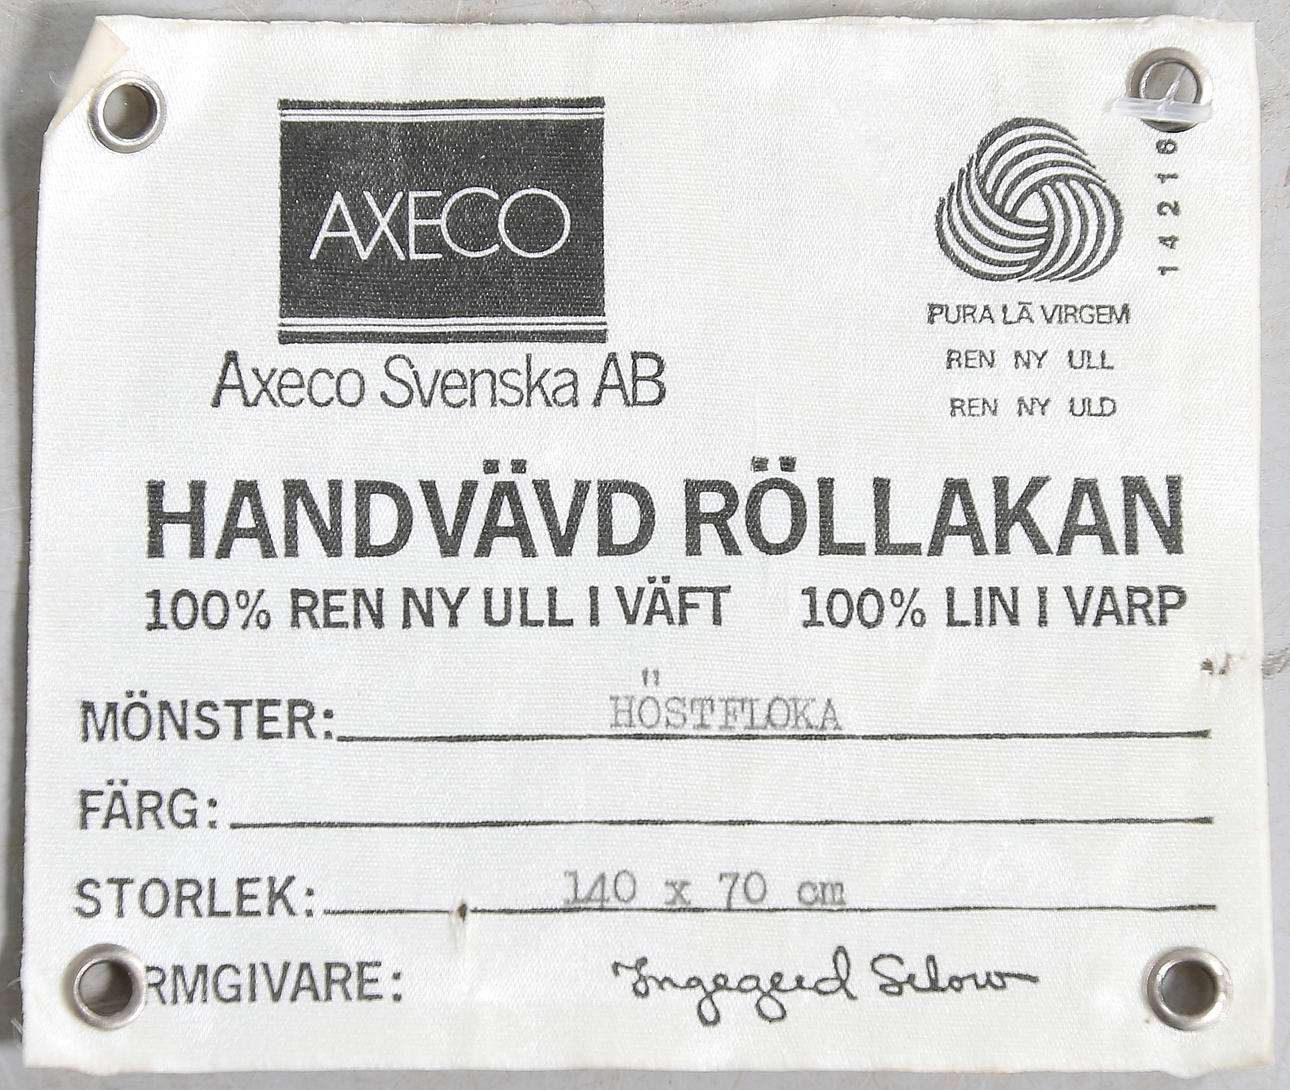 AXECO
Axeco Svenska AB
14216
PURA LÃ VIRGEM
REN NY ULL
REN NY ULD
HANDVÄVD RÖLLAKAN
100% REN NY ULL I VÄFT 100% LIN I VARP
MÖNSTER: HÖSTFLOKA
FÄRG:
STORLEK: 140 x 70 cm
RMGIVARE: Ingegerd Silow